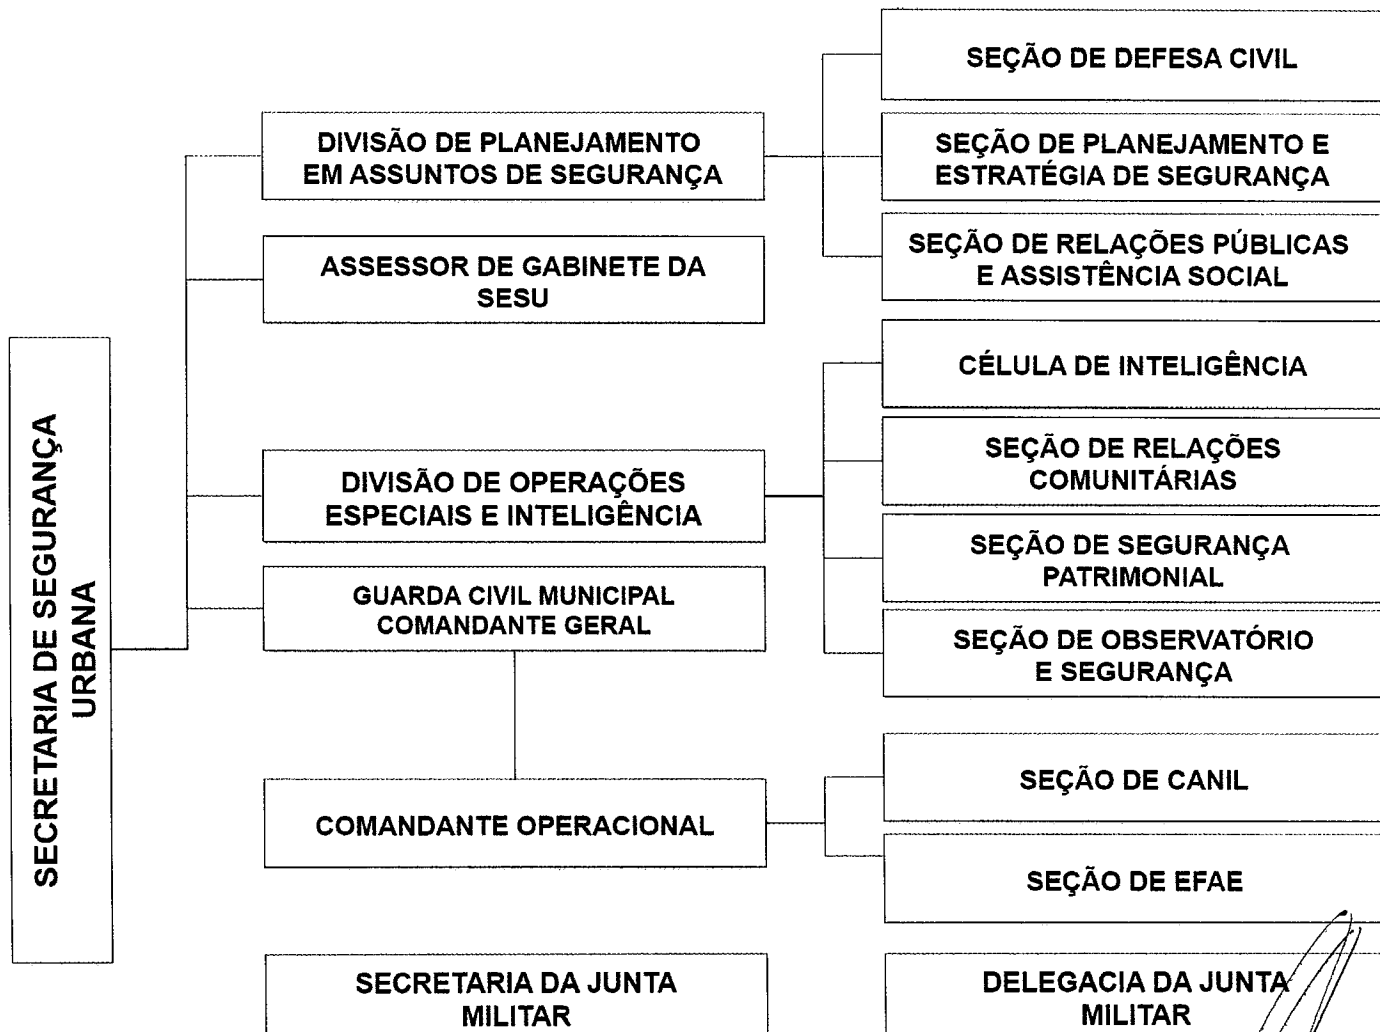 SECRETARIA DE SEGURANÇA
URBANA
DIVISÃO DE PLANEJAMENTO
EM ASSUNTOS DE SEGURANÇA
ASSESSOR DE GABINETE DA
SESU
DIVISÃO DE OPERAÇÕES
ESPECIAIS E INTELIGÊNCIA
GUARDA CIVIL MUNICIPAL
COMANDANTE GERAL
COMANDANTE OPERACIONAL
SECRETARIA DA JUNTA
MILITAR
SEÇÃO DE DEFESA CIVIL
SEÇÃO DE PLANEJAMENTO E
ESTRATÉGIA DE SEGURANÇA
SEÇÃO DE RELAÇÕES PÚBLICAS
E ASSISTÊNCIA SOCIAL
CÉLULA DE INTELIGÊNCIA
SEÇÃO DE RELAÇÕES
COMUNITÁRIAS
SEÇÃO DE SEGURANÇA
PATRIMONIAL
SEÇÃO DE OBSERVATÓRIO
E SEGURANÇA
SEÇÃO DE CANIL
SEÇÃO DE EFAE
DELEGACIA DA JUNTA
MILITAR